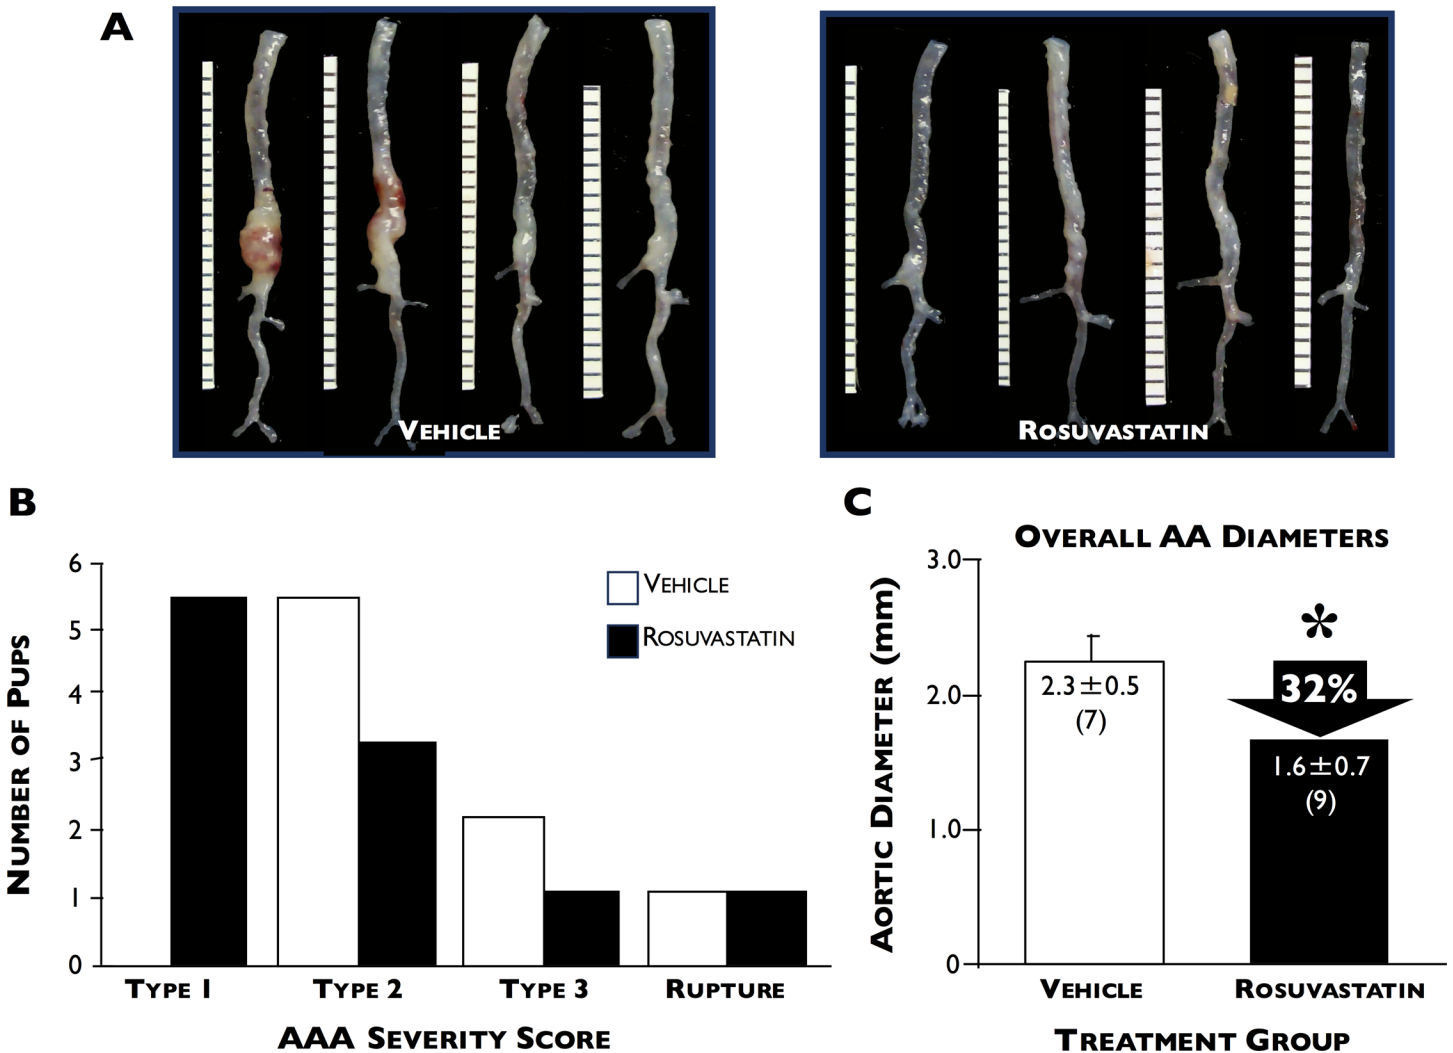 A
VEHICLE
ROSUVASTATIN
B
NUMBER OF PUPS
6
5
4
3
2
1
0
VEHICLE
ROSUVASTATIN
TYPE 1
TYPE 2
TYPE 3
RUPTURE
AAA SEVERITY SCORE
C
OVERALL AA DIAMETERS
AORTIC DIAMETER (mm)
3.0
2.0
1.0
0
2.3±0.5
(7)
*
32%
1.6±0.7
(9)
VEHICLE
ROSUVASTATIN
TREATMENT GROUP